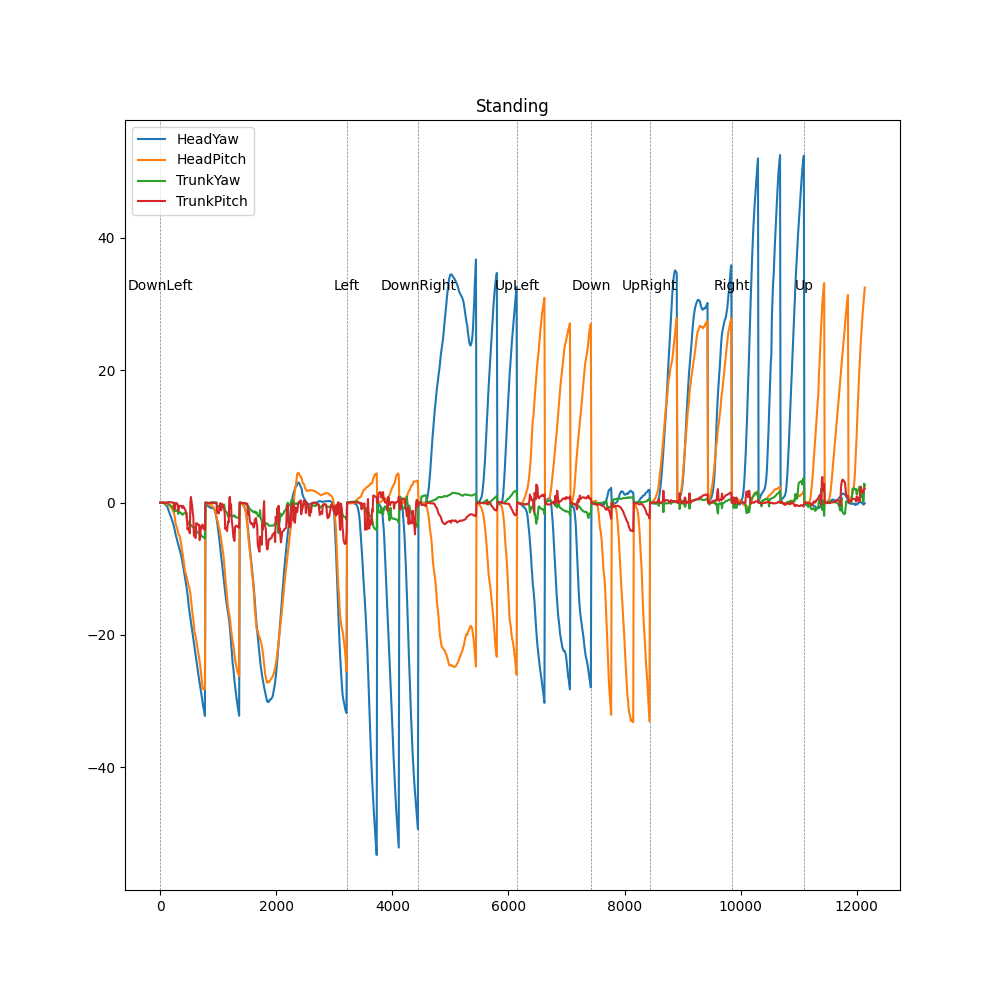 Standing
HeadYaw
HeadPitch
TrunkYaw
TrunkPitch
DownLeft
Left
DownRight
UpLeft
Down
UpRight
Right
Up
40
20
0
−20
−40
0
2000
4000
6000
8000
10000
12000